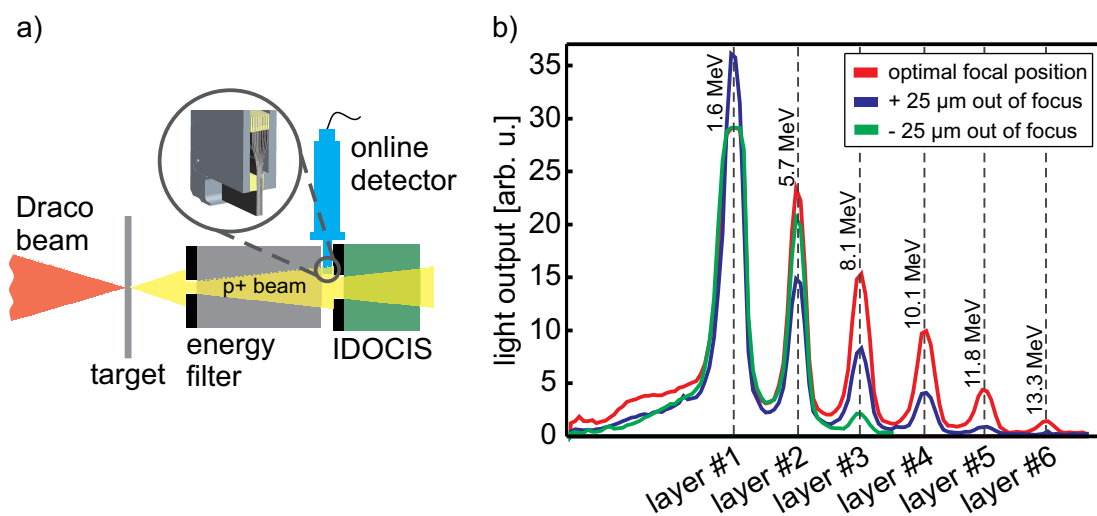 a)
Draco
beam
target
p+ beam
energy
filter
online
detector
IDOCIS
b)
light output [arb. u.]
35
30
25
20
15
10
5
0
1.6 MeV
5.7 MeV
8.1 MeV
10.1 MeV
11.8 MeV
13.3 MeV
optimal focal position
+ 25 µm out of focus
- 25 µm out of focus
layer #1
layer #2
layer #3
layer #4
layer #5
layer #6